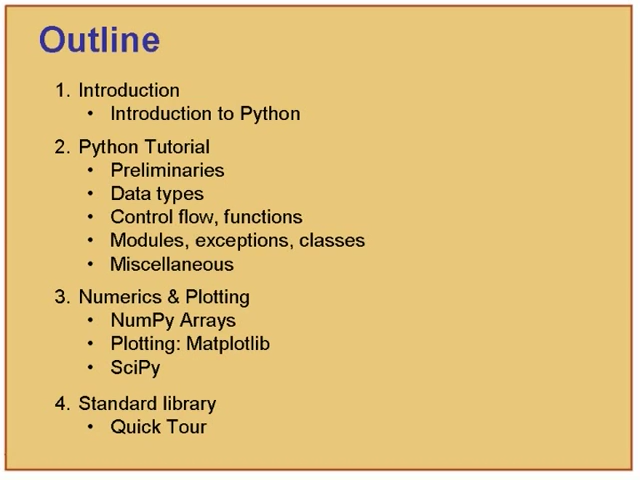 Outline
1. Introduction
• Introduction to Python
2. Python Tutorial
• Preliminaries
• Data types
• Control flow, functions
• Modules, exceptions, classes
• Miscellaneous
3. Numerics & Plotting
• NumPy Arrays
• Plotting: Matplotlib
• SciPy
4. Standard library
• Quick Tour